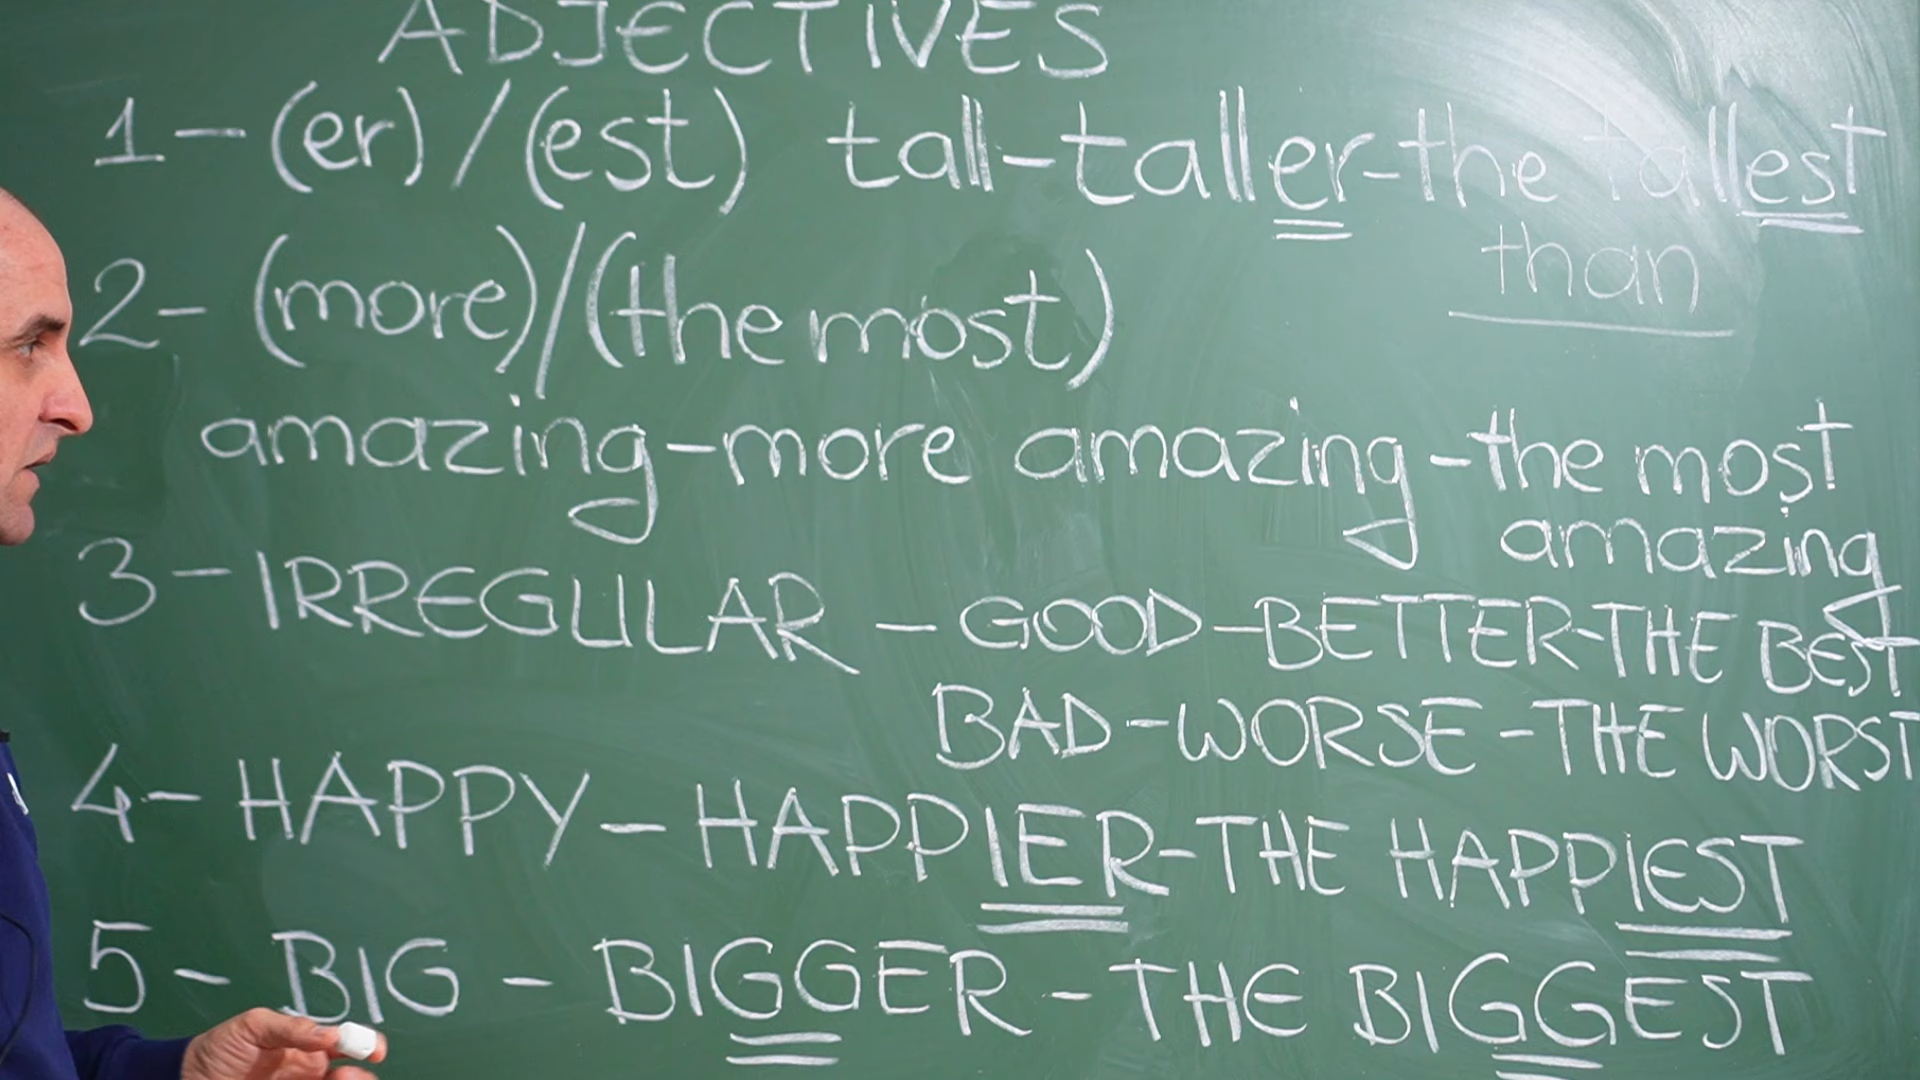 ADJECTIVES
1 – (er) / (est) tall – taller – the tallest
than
2 – (more) / (the most)
amazing – more amazing – the most
amazing
3 – IRREGULAR – GOOD – BETTER – THE BEST
BAD – WORSE – THE WORST
4 – HAPPY – HAPPIER – THE HAPPIEST
5 – BIG – BIGGER – THE BIGGEST